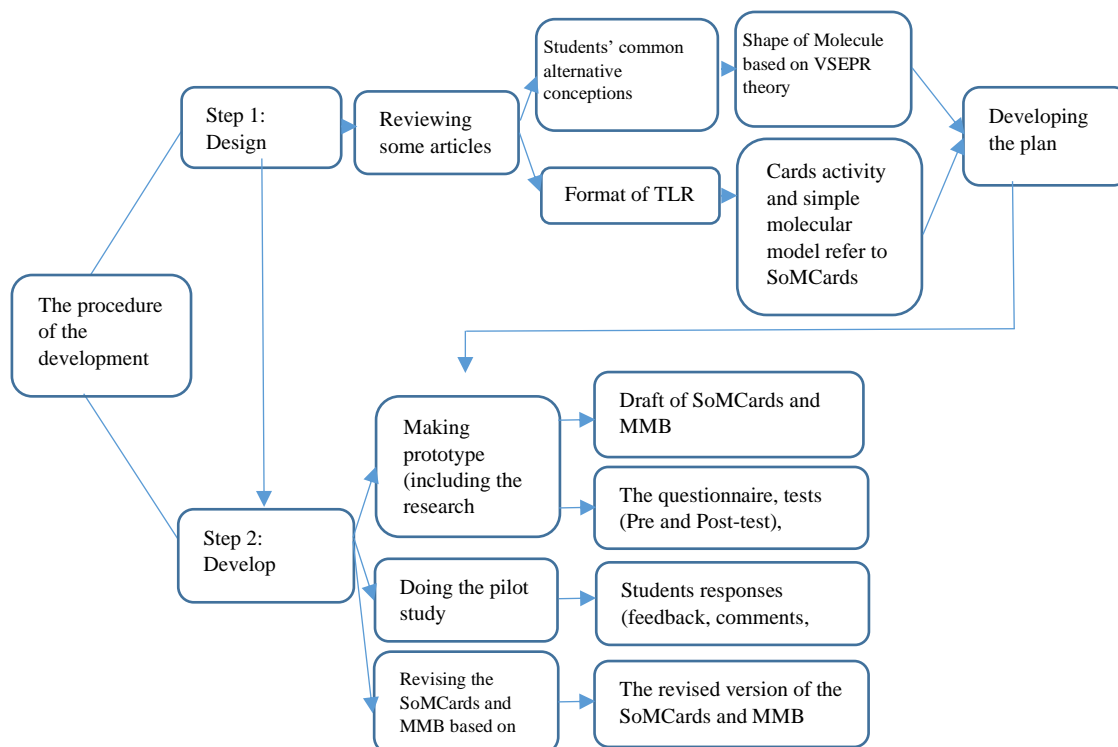 Students’ common
alternative
conceptions
Shape of Molecule
based on VSEPR
theory
Step 1:
Design
Reviewing
some articles
Developing
the plan
Format of TLR
Cards activity
and simple
molecular
model refer to
SoMCards
The procedure
of the
development
Making
prototype
(including the
research
Draft of SoMCards and
MMB
The questionnaire, tests
(Pre and Post-test),
Step 2:
Develop
Doing the pilot
study
Students responses
(feedback, comments,
Revising the
SoMCards and
MMB based on
The revised version of the
SoMCards and MMB